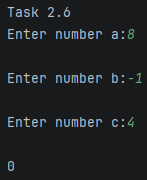 Task 2.6
Enter number a:8
Enter number b:-1
Enter number c:4
0